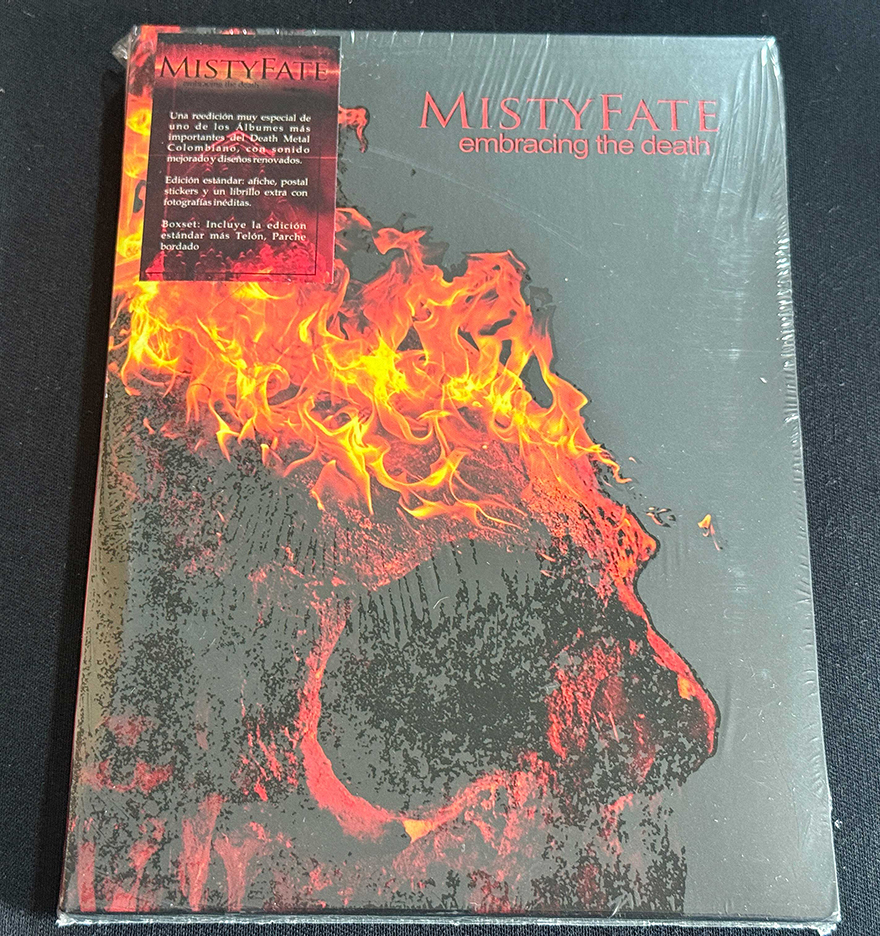 MISTYFATE
embracing the death
Una reedición muy especial de
uno de los Álbumes más
importantes del Death Metal
Colombiano, con sonido
mejorado y diseños renovados.
Edición estándar: afiche, postal
stickers y un librillo extra con
fotografías inéditas.
Boxset: Incluye la edición
estándar más Telón, Parche
bordado
MISTYFATE
embracing the death